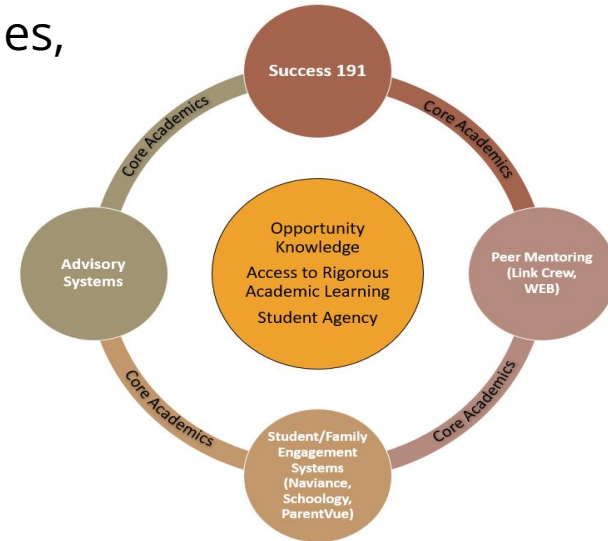 es,
Success 191
Core Academics
Core Academics
Opportunity
Knowledge
Access to Rigorous
Academic Learning
Student Agency
Advisory
Systems
Peer Mentoring
(Link Crew,
WEB)
Core Academics
Core Academics
Student/Family
Engagement
Systems
(Naviance,
Schoology,
ParentVue)